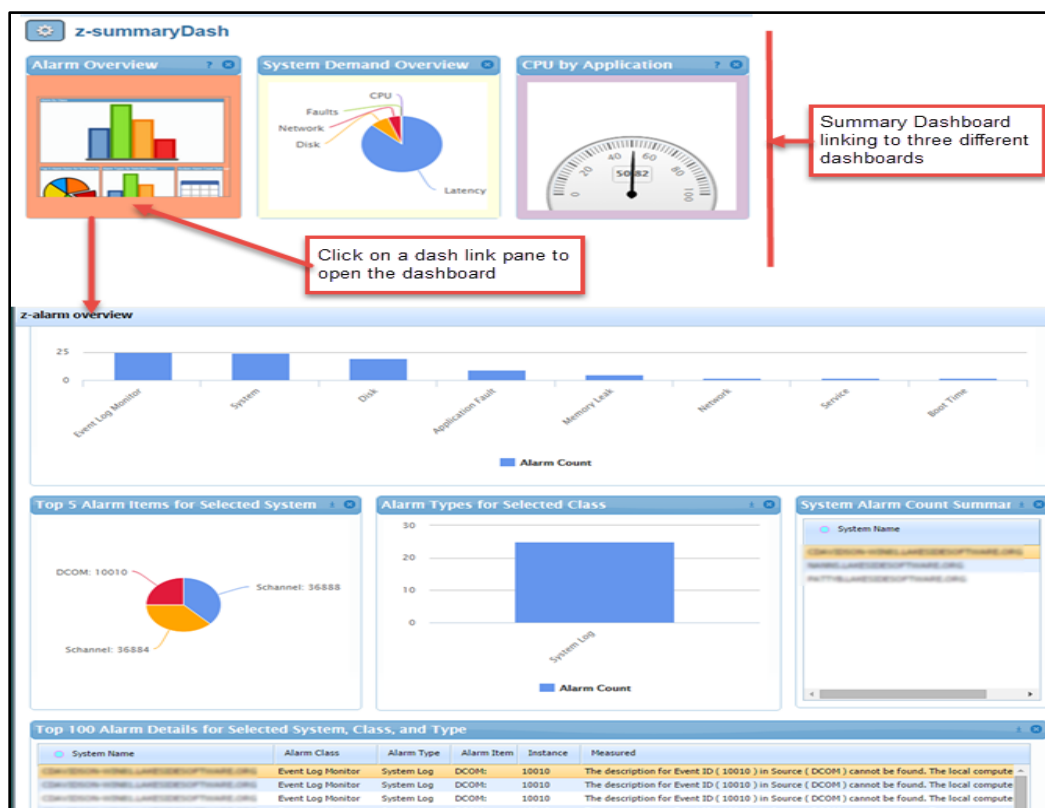 z-summaryDash
Alarm Overview ?
System Demand Overview
CPU by Application ?
CPU
Faults
Network
Disk
Latency
0
20
40
60
80
100
50.82
Summary Dashboard
linking to three different
dashboards
Click on a dash link pane to
open the dashboard
z-alarm overview
25
0
Event Log Monitor
System
Disk
Application Fault
Memory Leak
Network
Service
Boot Time
Alarm Count
Top 5 Alarm Items for Selected System
DCOM: 10010
Schannel: 36888
Schannel: 36884
Alarm Types for Selected Class
30
20
10
0
System Log
Alarm Count
System Alarm Count Summar
System Name
Top 100 Alarm Details for Selected System, Class, and Type
System Name Alarm Class Alarm Type Alarm Item Instance Measured
Event Log Monitor System Log DCOM: 10010 The description for Event ID ( 10010 ) in Source ( DCOM ) cannot be found. The local compute
Event Log Monitor System Log DCOM: 10010 The description for Event ID ( 10010 ) in Source ( DCOM ) cannot be found. The local compute
Event Log Monitor System Log DCOM: 10010 The description for Event ID ( 10010 ) in Source ( DCOM ) cannot be found. The local compute